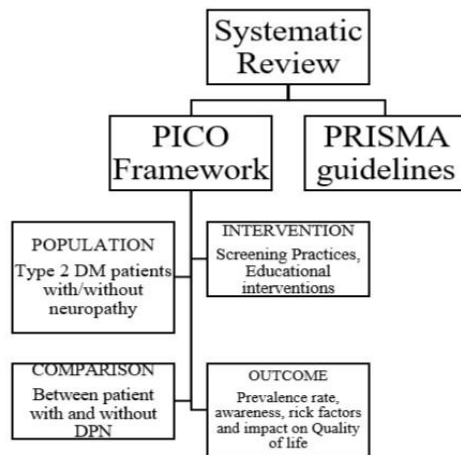 Systematic
Review
PICO
Framework
PRISMA
guidelines
POPULATION
Type 2 DM patients
with/without
neuropathy
INTERVENTION
Screening Practices,
Educational
interventions
COMPARISON
Between patient
with and without
DPN
OUTCOME
Prevalence rate,
awareness, rick factors
and impact on Quality
of life